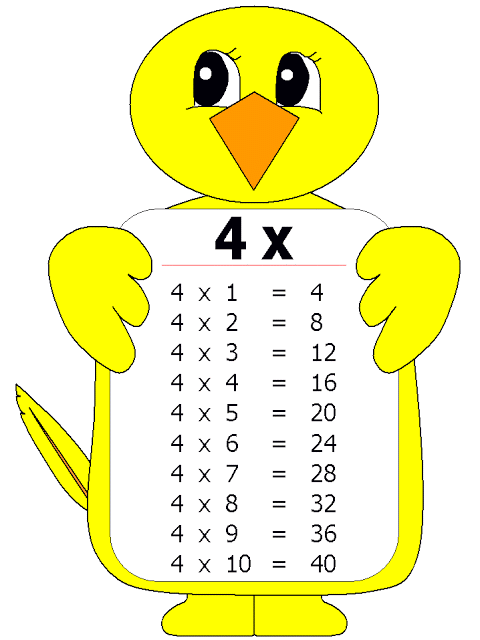 4 x
4 x 1 = 4
4 x 2 = 8
4 x 3 = 12
4 x 4 = 16
4 x 5 = 20
4 x 6 = 24
4 x 7 = 28
4 x 8 = 32
4 x 9 = 36
4 x 10 = 40